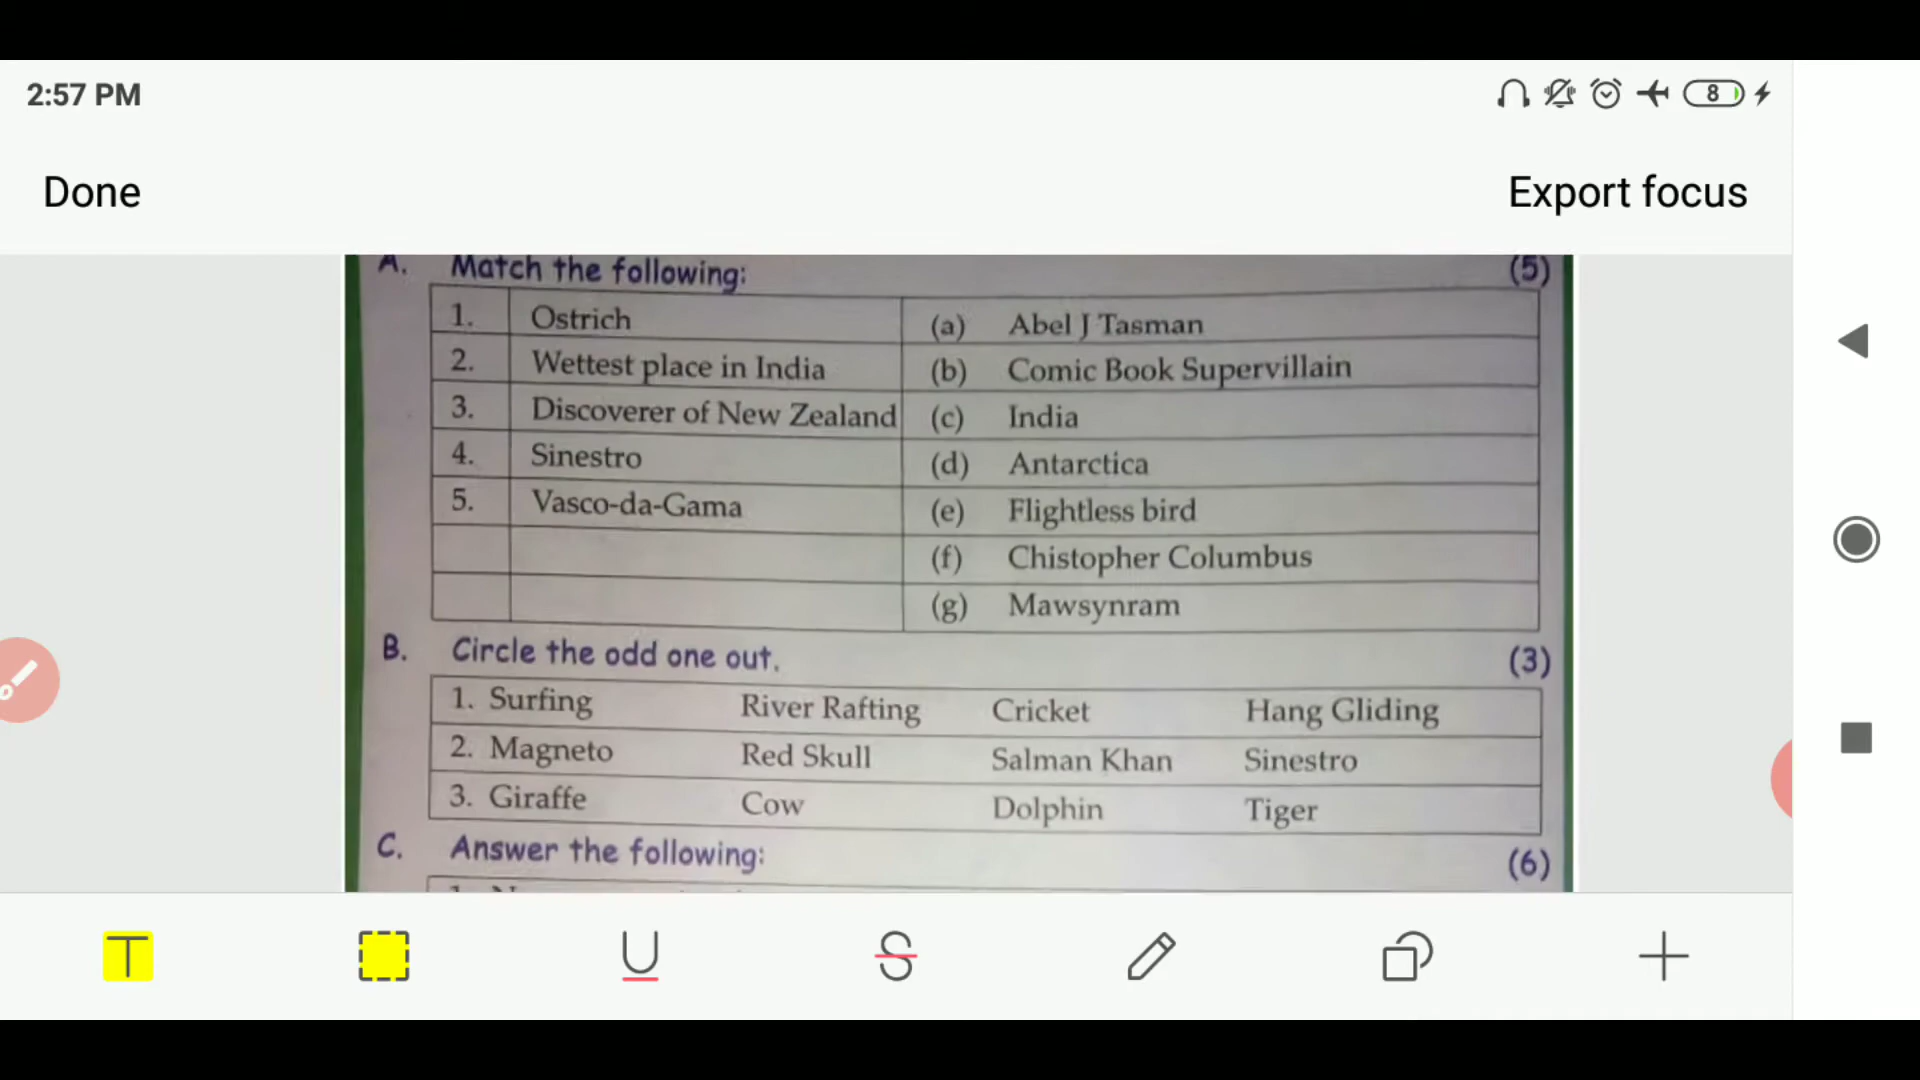 2:57 PM
8
Done Export focus
A. Match the following: (5)
1. Ostrich (a) Abel J Tasman
2. Wettest place in India (b) Comic Book Supervillain
3. Discoverer of New Zealand (c) India
4. Sinestro (d) Antarctica
5. Vasco-da-Gama (e) Flightless bird
(f) Chistopher Columbus
(g) Mawsynram
B. Circle the odd one out. (3)
1. Surfing River Rafting Cricket Hang Gliding
2. Magneto Red Skull Salman Khan Sinestro
3. Giraffe Cow Dolphin Tiger
C. Answer the following: (6)
T U S